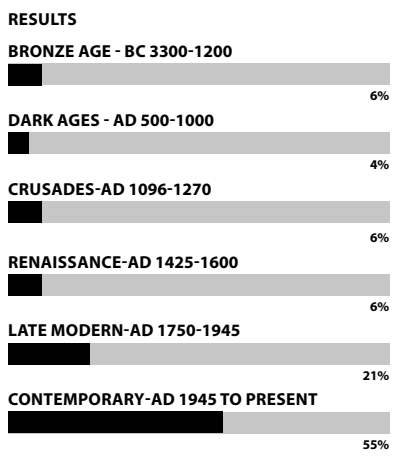 RESULTS
BRONZE AGE - BC 3300-1200
6%
DARK AGES - AD 500-1000
4%
CRUSADES-AD 1096-1270
6%
RENAISSANCE-AD 1425-1600
6%
LATE MODERN-AD 1750-1945
21%
CONTEMPORARY-AD 1945 TO PRESENT
55%